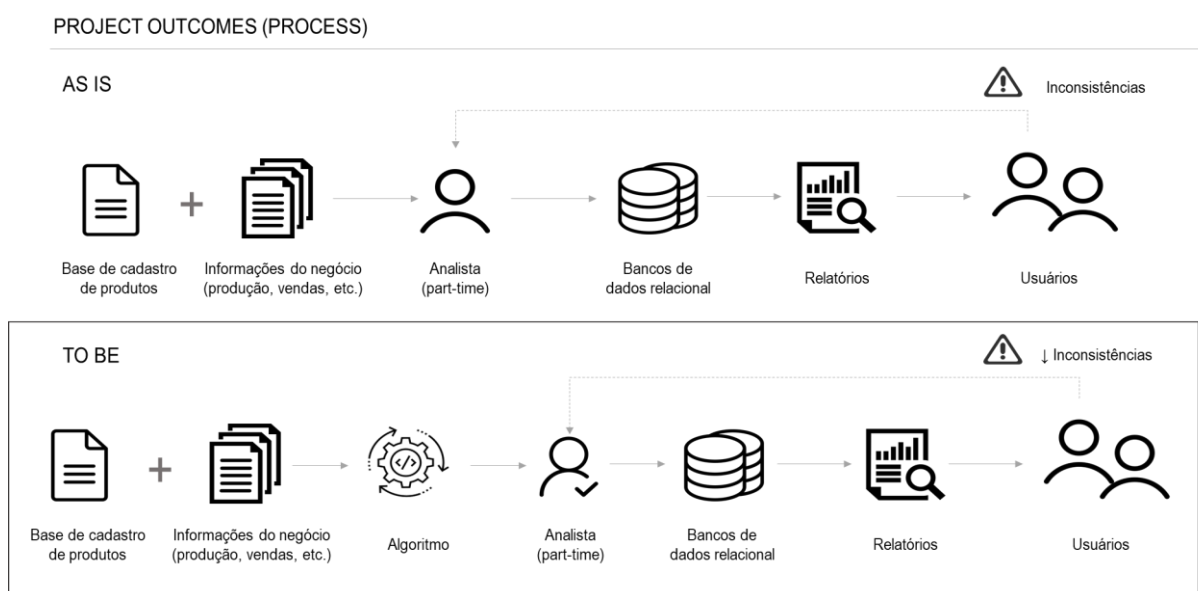 PROJECT OUTCOMES (PROCESS)
AS IS
Inconsistências
Base de cadastro
de produtos
Informações do negócio
(produção, vendas, etc.)
Analista
(part-time)
Bancos de
dados relacional
Relatórios
Usuários
TO BE
↓ Inconsistências
Base de cadastro
de produtos
Informações do negócio
(produção, vendas, etc.)
Algoritmo
Analista
(part-time)
Bancos de
dados relacional
Relatórios
Usuários